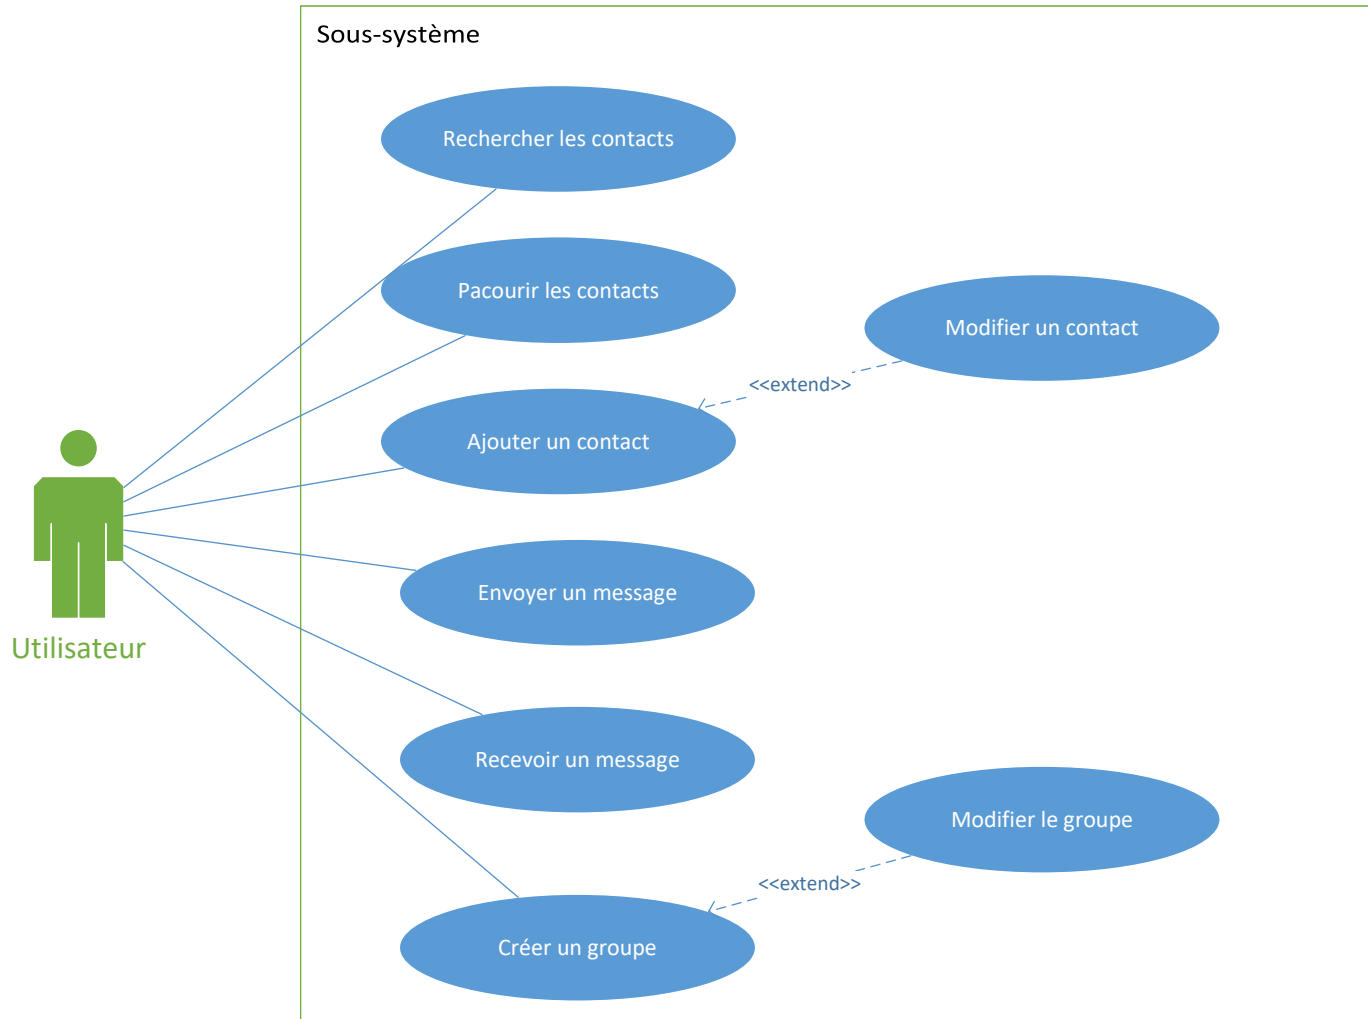 Sous-système
Rechercher les contacts
Pacourir les contacts
Modifier un contact
<<extend>>
Ajouter un contact
Envoyer un message
Utilisateur
Recevoir un message
Modifier le groupe
<<extend>>
Créer un groupe